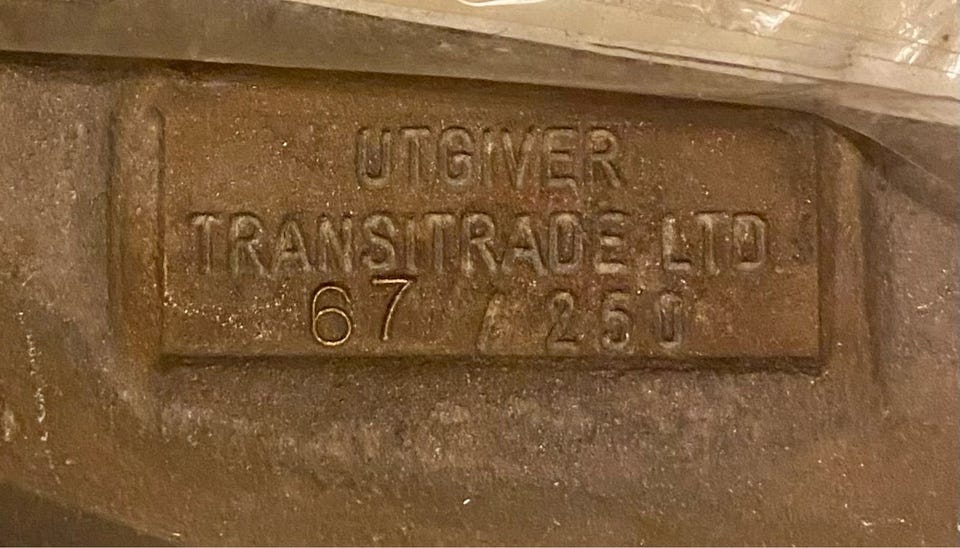 UTGIVER
TRANSITRADE LTD.
67 / 250